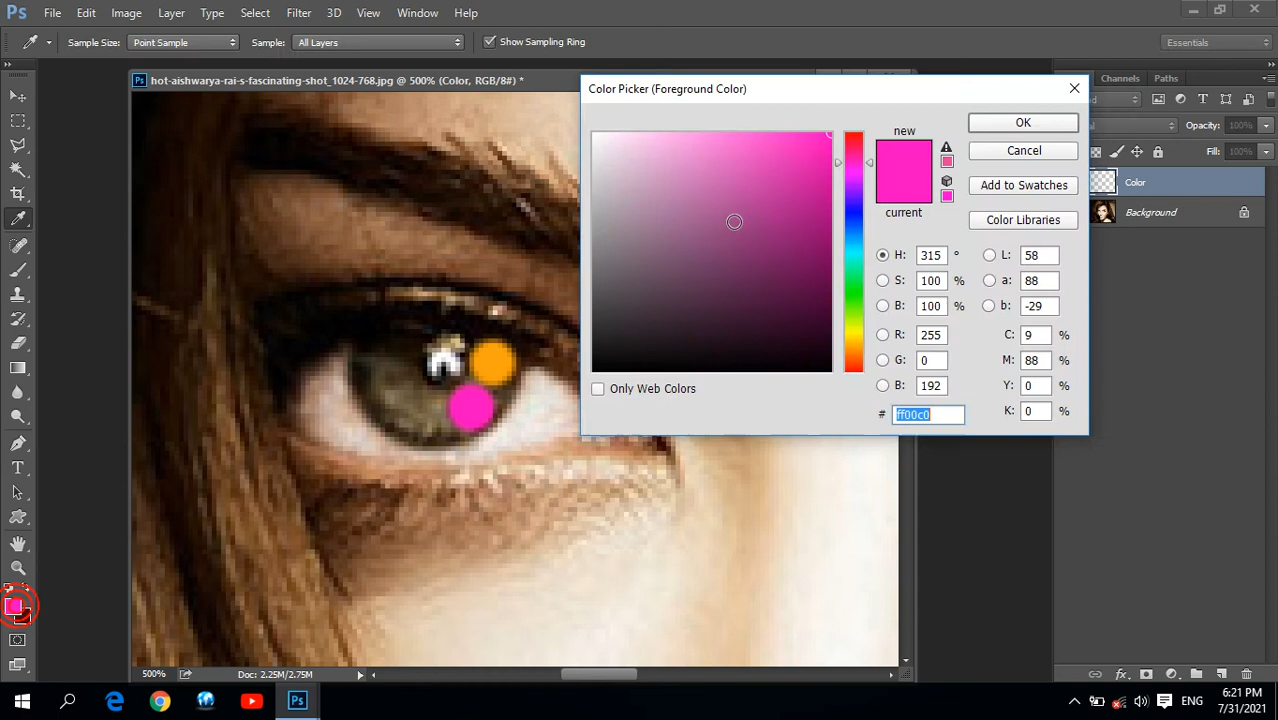 Ps File Edit Image Layer Type Select Filter 3D View Window Help
Sample Size: Point Sample Sample: All Layers Show Sampling Ring Essentials
Ps hot-aishwarya-rai-s-fascinating-shot_1024-768.jpg @ 500% (Color, RGB/8#) *
Channels Paths
Color Picker (Foreground Color)
new
current
OK
Cancel
Add to Swatches
Color Libraries
Only Web Colors
H: 315 °
S: 100 %
B: 100 %
R: 255
G: 0
B: 192
# ff00c0
L: 58
a: 88
b: -29
C: 9 %
M: 88 %
Y: 0 %
K: 0 %
Opacity: 100%
Fill: 100%
Color
Background
T
500% Doc: 2.25M/2.75M
Ps
ENG
6:21 PM
7/31/2021